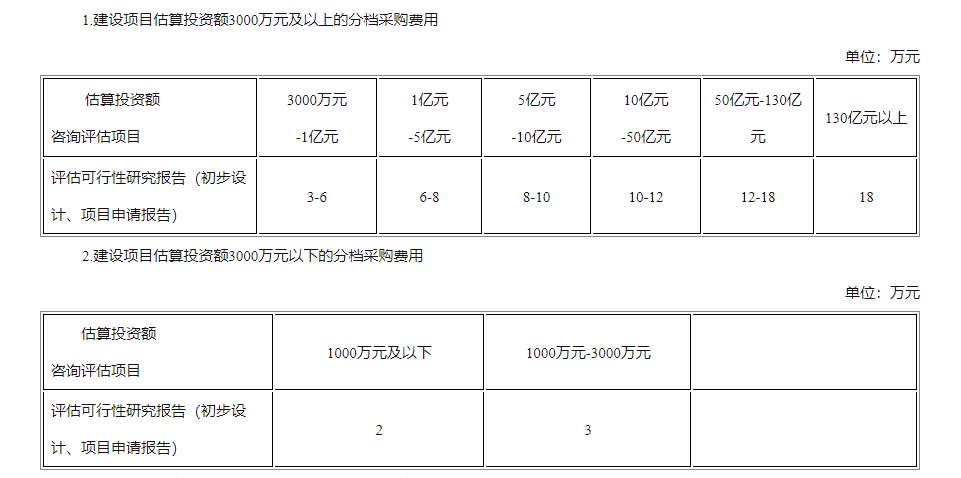 1.建设项目估算投资额3000万元及以上的分档采购费用
单位：万元
估算投资额
咨询评估项目
3000万元
-1亿元
1亿元
-5亿元
5亿元
-10亿元
10亿元
-50亿元
50亿元-130亿
元
130亿元以上
评估可行性研究报告（初步设
计、项目申请报告）
3-6
6-8
8-10
10-12
12-18
18
2.建设项目估算投资额3000万元以下的分档采购费用
单位：万元
估算投资额
咨询评估项目
1000万元及以下
1000万元-3000万元
评估可行性研究报告（初步设
计、项目申请报告）
2
3